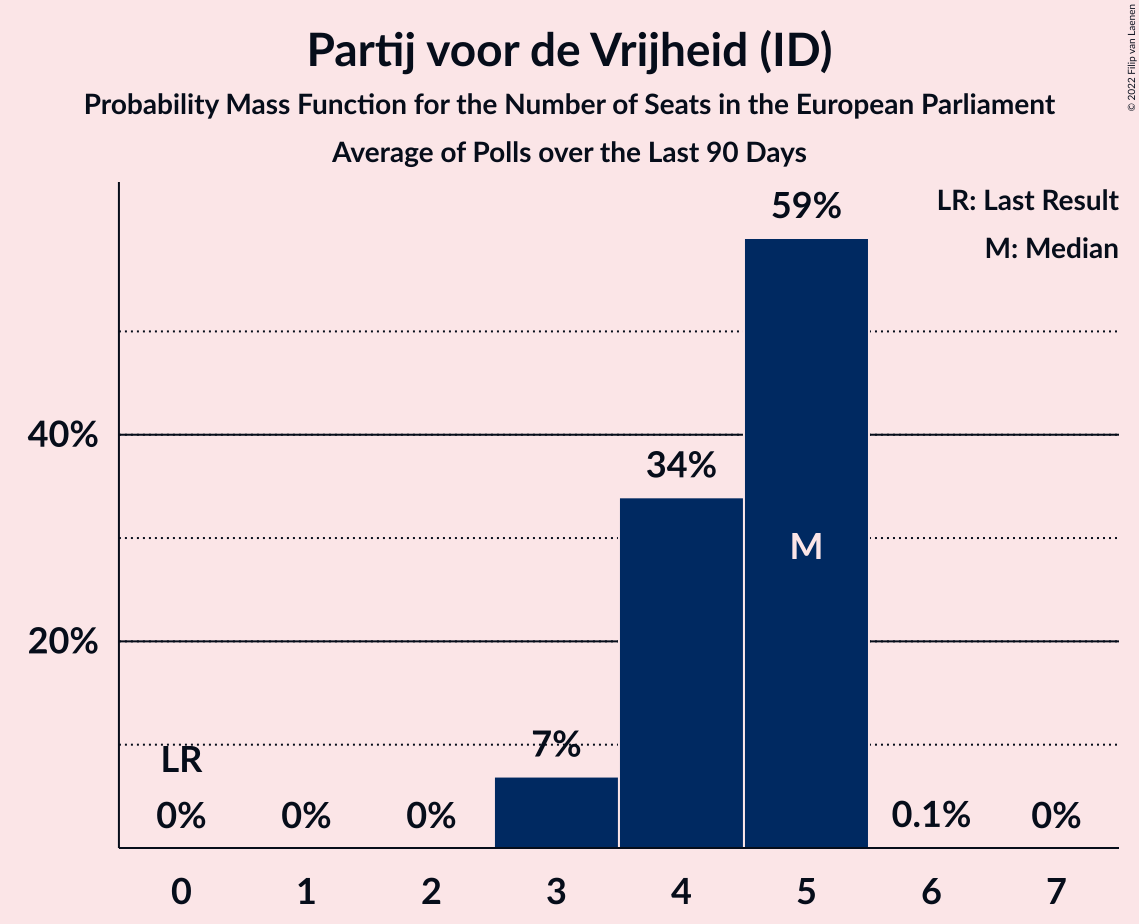 Partij voor de Vrijheid (ID)
Probability Mass Function for the Number of Seats in the European Parliament
Average of Polls over the Last 90 Days
© 2022 Filip van Laenen
LR: Last Result
M: Median
59%
40%
34%
M
20%
7%
LR
0% 0% 0% 0.1% 0%
0 1 2 3 4 5 6 7